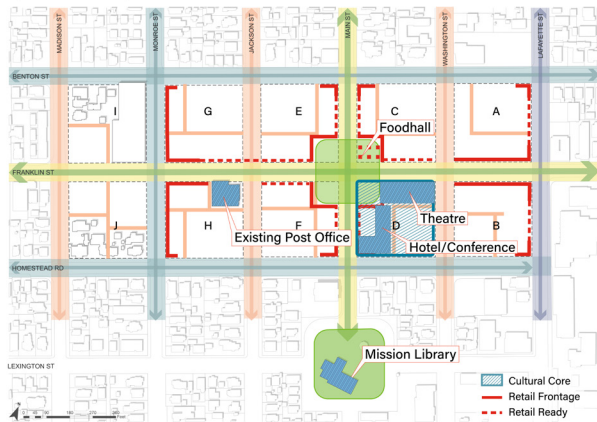 MADISON ST
MONROE ST
JACKSON ST
MAIN ST
WASHINGTON ST
LAFAYETTE ST
BENTON ST
I
G
E
C
A
Foodhall
FRANKLIN ST
Theatre
J
H
F
D
B
Existing Post Office
Hotel/Conference
HOMESTEAD RD
Mission Library
LEXINGTON ST
Cultural Core
Retail Frontage
Retail Ready